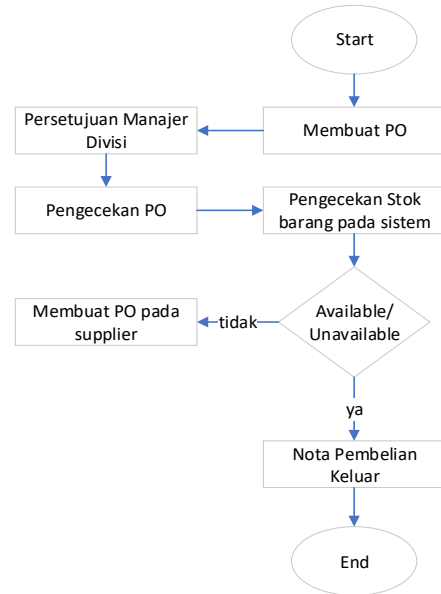 Start
Membuat PO
Persetujuan Manajer
Divisi
Pengecekan PO
Pengecekan Stok
barang pada sistem
Available/
Unavailable
tidak
Membuat PO pada
supplier
ya
Nota Pembelian
Keluar
End